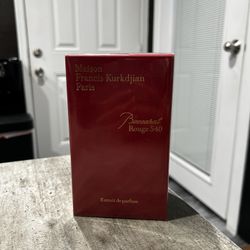 Maison
Francis Kurkdjian
Paris
Baccarat
Rouge 540
Extrait de parfum